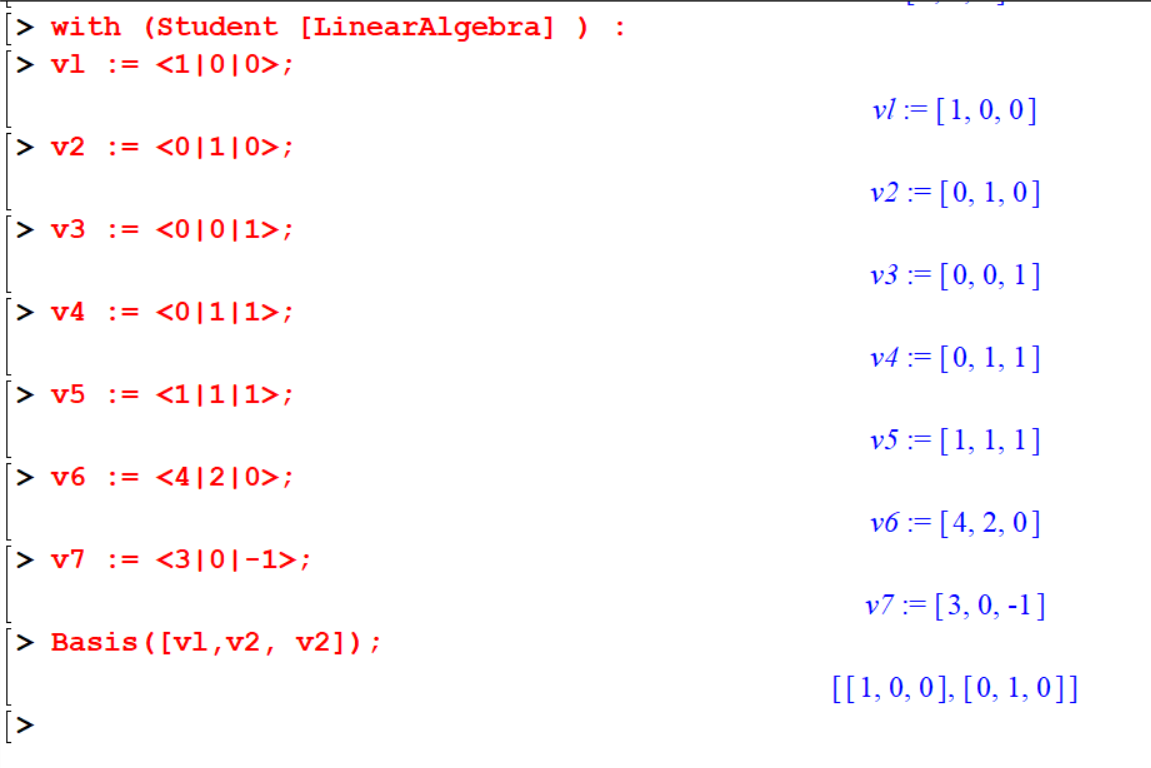 > with (Student [LinearAlgebra] ) :
> vl := <1|0|0>;
vl := [1, 0, 0]
> v2 := <0|1|0>;
v2 := [0, 1, 0]
> v3 := <0|0|1>;
v3 := [0, 0, 1]
> v4 := <0|1|1>;
v4 := [0, 1, 1]
> v5 := <1|1|1>;
v5 := [1, 1, 1]
> v6 := <4|2|0>;
v6 := [4, 2, 0]
> v7 := <3|0|-1>;
v7 := [3, 0, -1]
> Basis([vl,v2, v2]);
[[1, 0, 0], [0, 1, 0]]
>